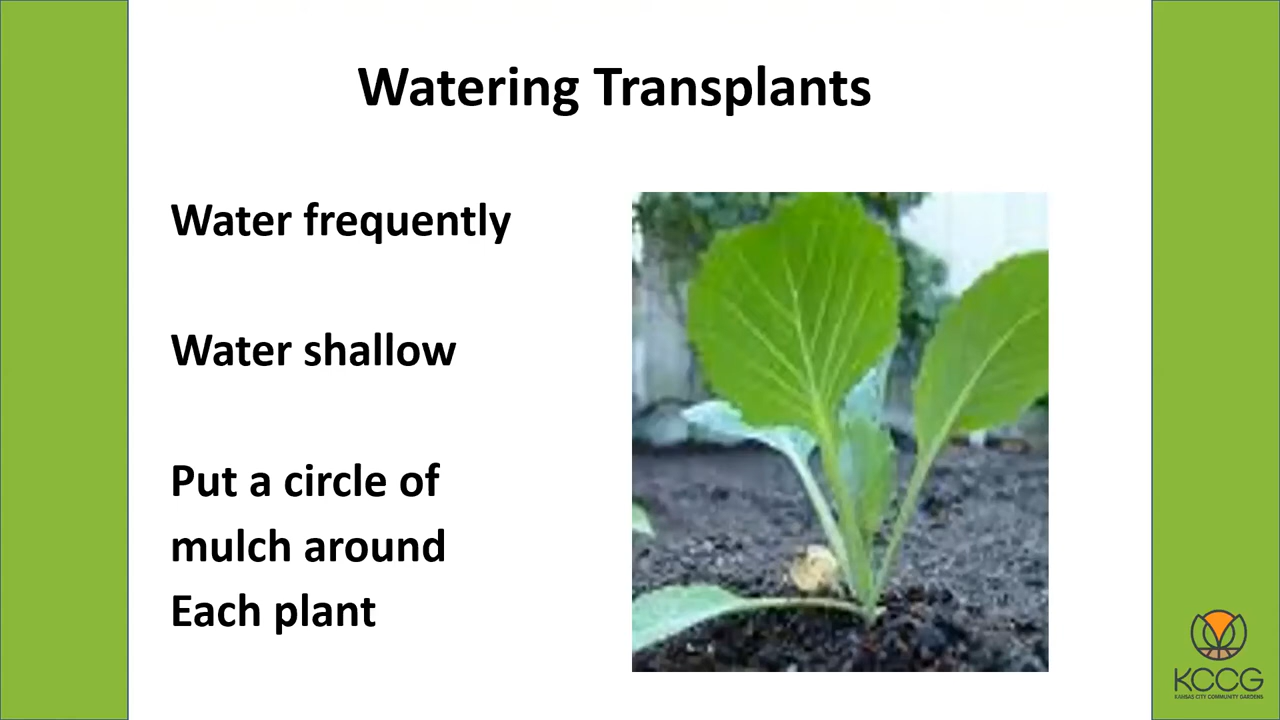 Watering Transplants
Water frequently
Water shallow
Put a circle of
mulch around
Each plant
KCCG
KANSAS CITY COMMUNITY GARDENS